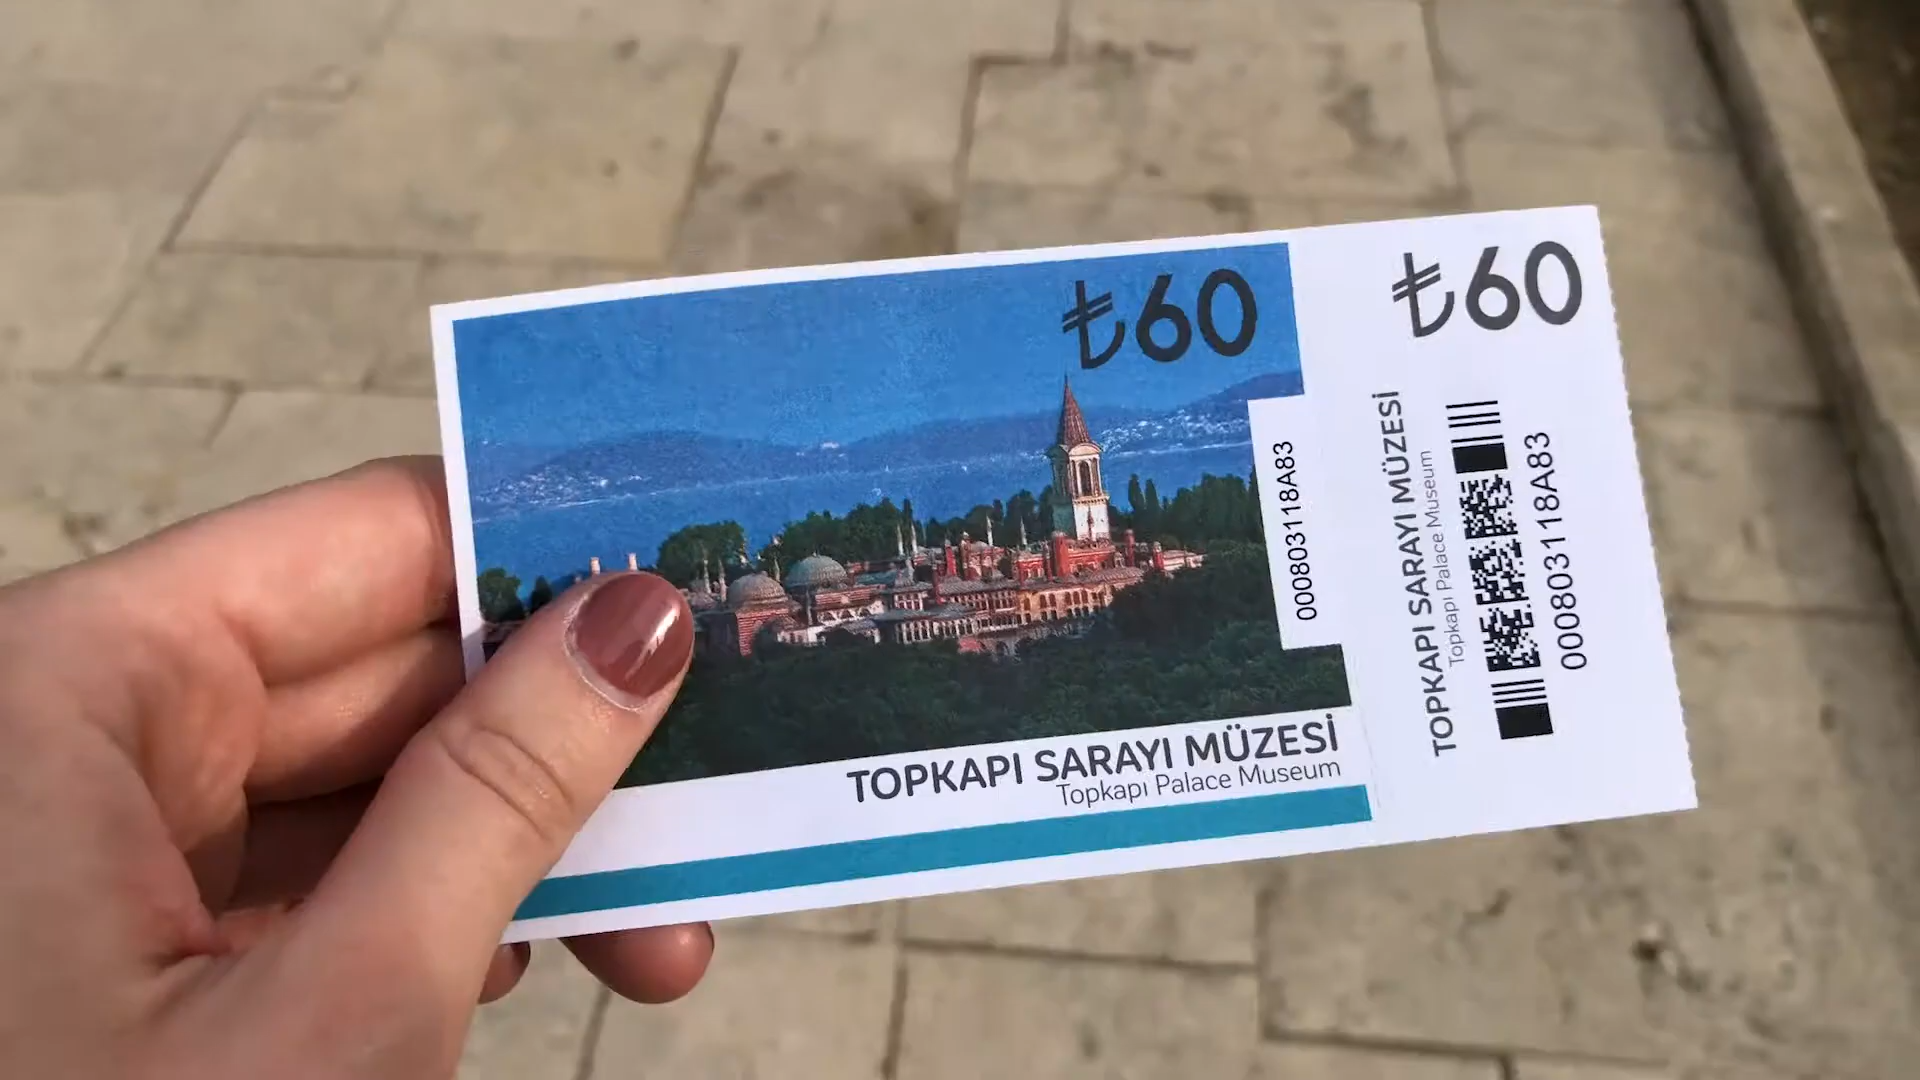 ₺60
000803118A83
TOPKAPI SARAYI MÜZESİ
Topkapı Palace Museum
₺60
TOPKAPI SARAYI MÜZESİ
Topkapı Palace Museum
000803118A83